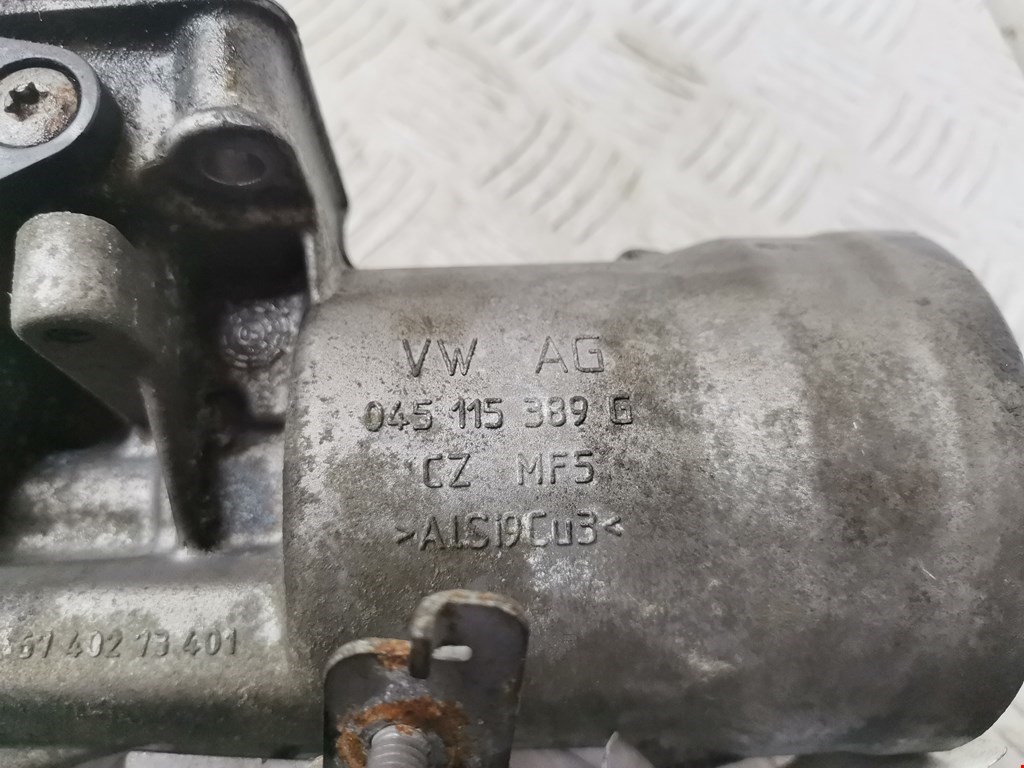 VW AG
045 115 389 G
CZ MF5
>ALSI9Cu3<
67 402 73 401